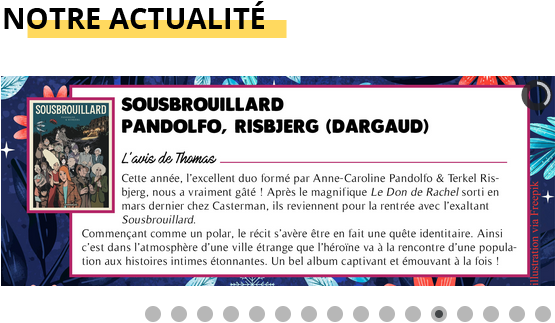 NOTRE ACTUALITÉ
SOUSBROUILLARD
SOUSBROUILLARD
PANDOLFO, RISBJERG (DARGAUD)
L'avis de Thomas
Cette année, l'excellent duo formé par Anne-Caroline Pandolfo & Terkel Ris-
bjerg, nous a vraiment gâté ! Après le magnifique Le Don de Rachel sorti en
mars dernier chez Casterman, ils reviennent pour la rentrée avec l'exaltant
Sousbrouillard.
Commençant comme un polar, le récit s'avère être en fait une quête identitaire. Ainsi
c'est dans l'atmosphère d'une ville étrange que l'héroïne va à la rencontre d'une popula-
tion aux histoires intimes étonnantes. Un bel album captivant et émouvant à la fois !
illustration via Freepik